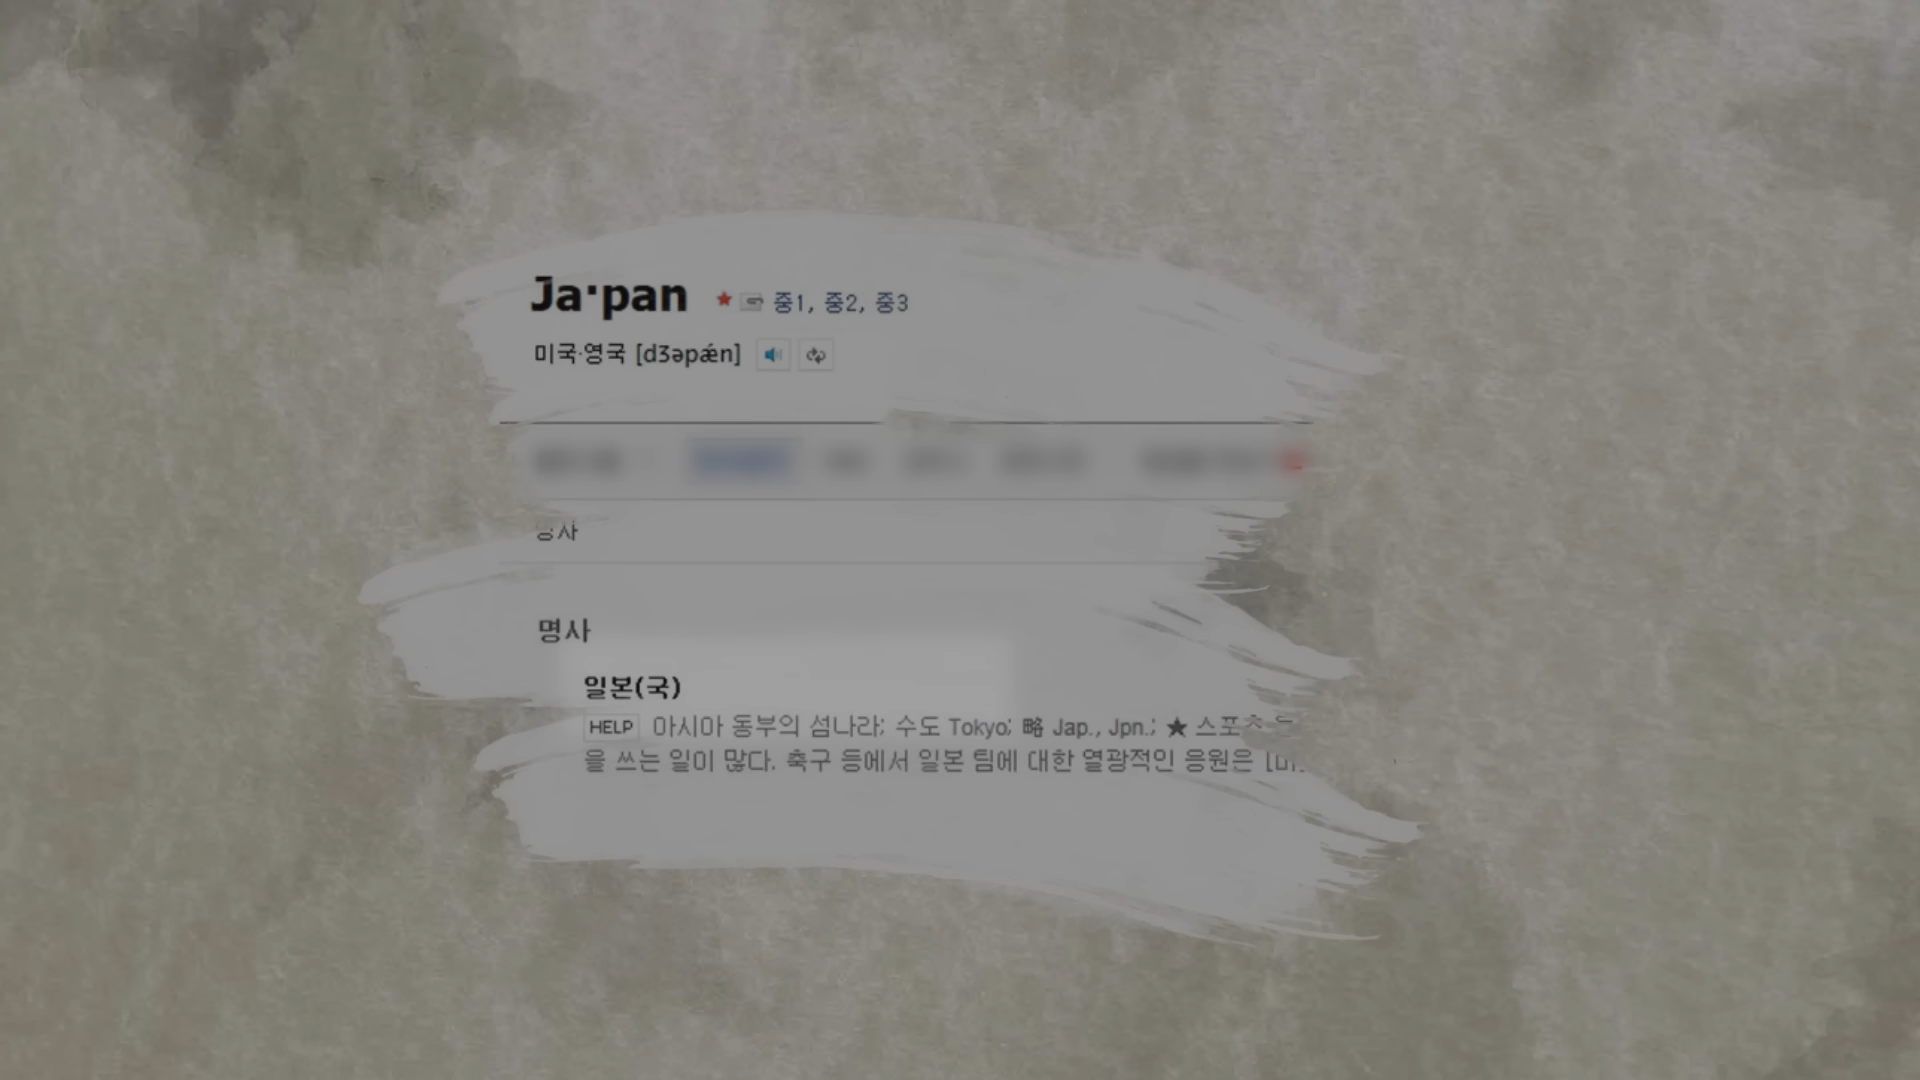 Ja·pan ★ 중1, 중2, 중3
미국·영국 [dʒəpǽn]
명사
명사
일본(국)
HELP 아시아 동부의 섬나라; 수도 Tokyo; 略 Jap., Jpn.; ★ 스포츠 등
을 쓰는 일이 많다. 축구 등에서 일본 팀에 대한 열광적인 응원은